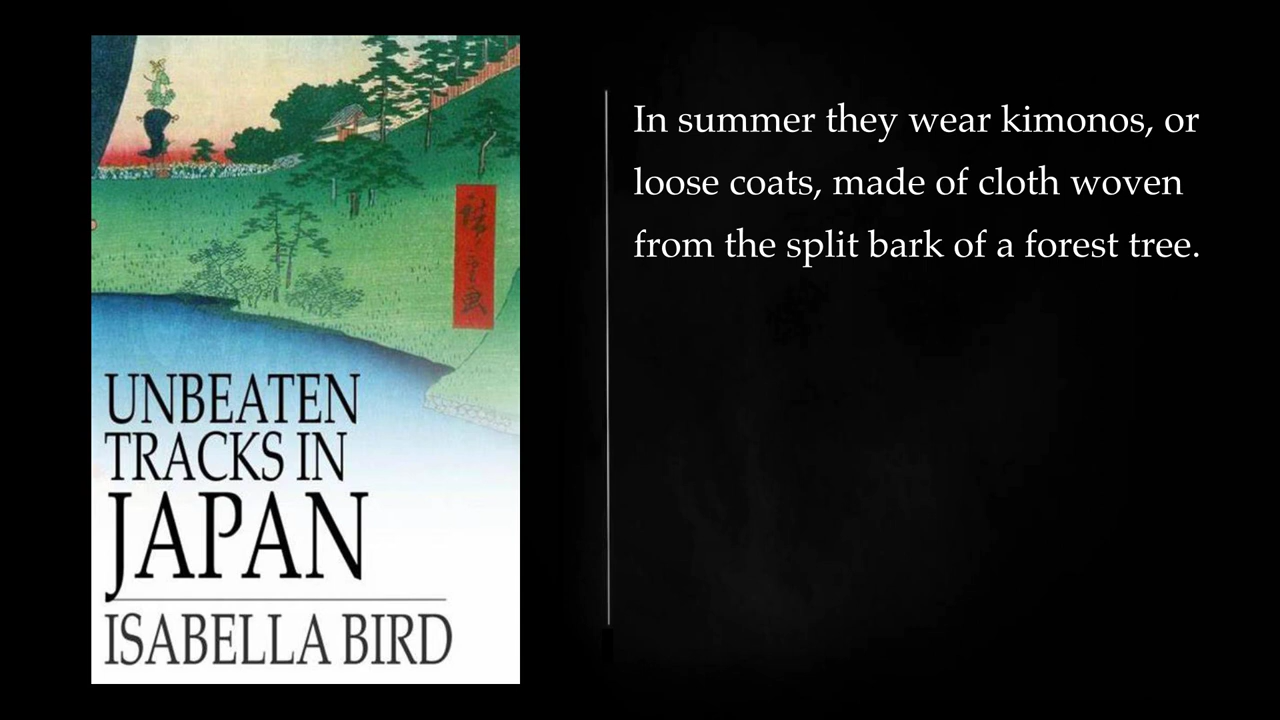 In summer they wear kimonos, or
loose coats, made of cloth woven
from the split bark of a forest tree.
UNBEATEN
TRACKS IN
JAPAN
ISABELLA BIRD